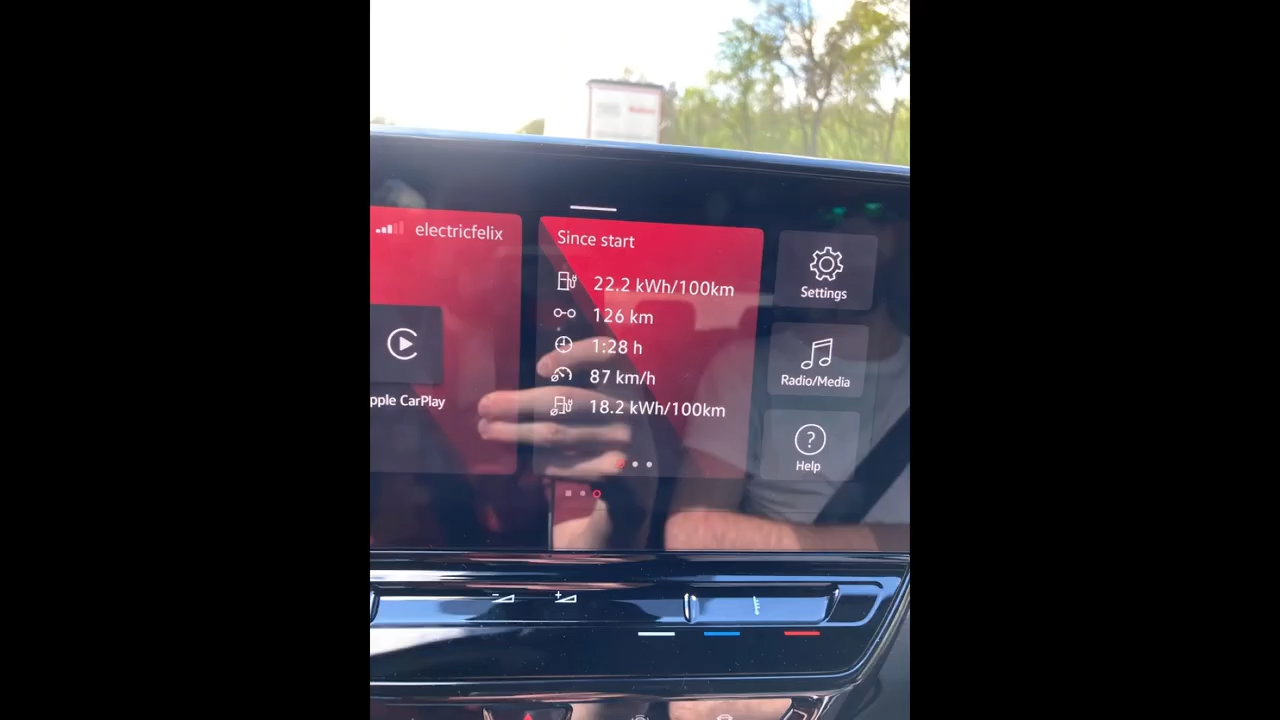 electricfelix
Since start
22.2 kWh/100km
126 km
1:28 h
87 km/h
18.2 kWh/100km
Settings
Radio/Media
pple CarPlay
?
Help
- +